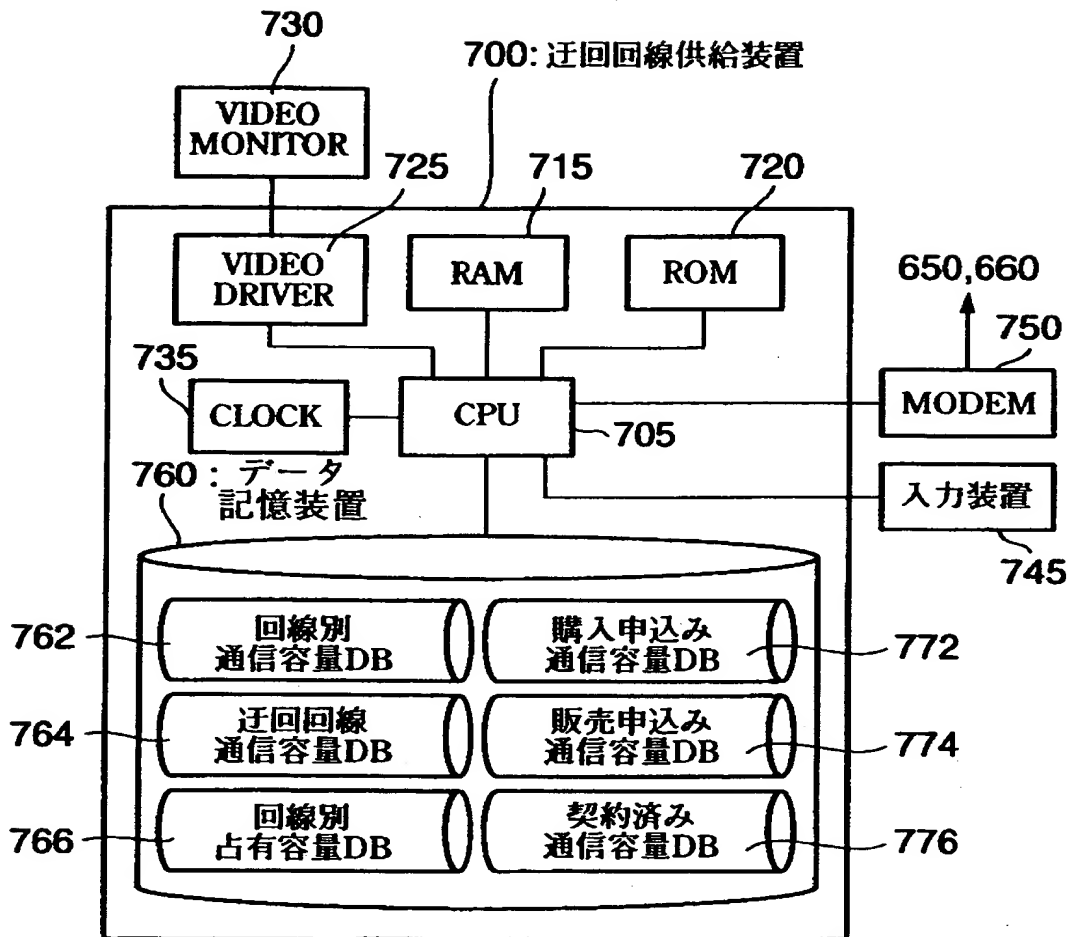 730
700: 迂回回線供給装置
VIDEO
MONITOR
725
715
720
VIDEO
DRIVER
RAM
ROM
650,660
750
735
CLOCK
CPU
705
MODEM
760: データ
記憶装置
入力装置
745
762
回線別
通信容量DB
購入申込み
通信容量DB
772
764
迂回回線
通信容量DB
販売申込み
通信容量DB
774
766
回線別
占有容量DB
契約済み
通信容量DB
776